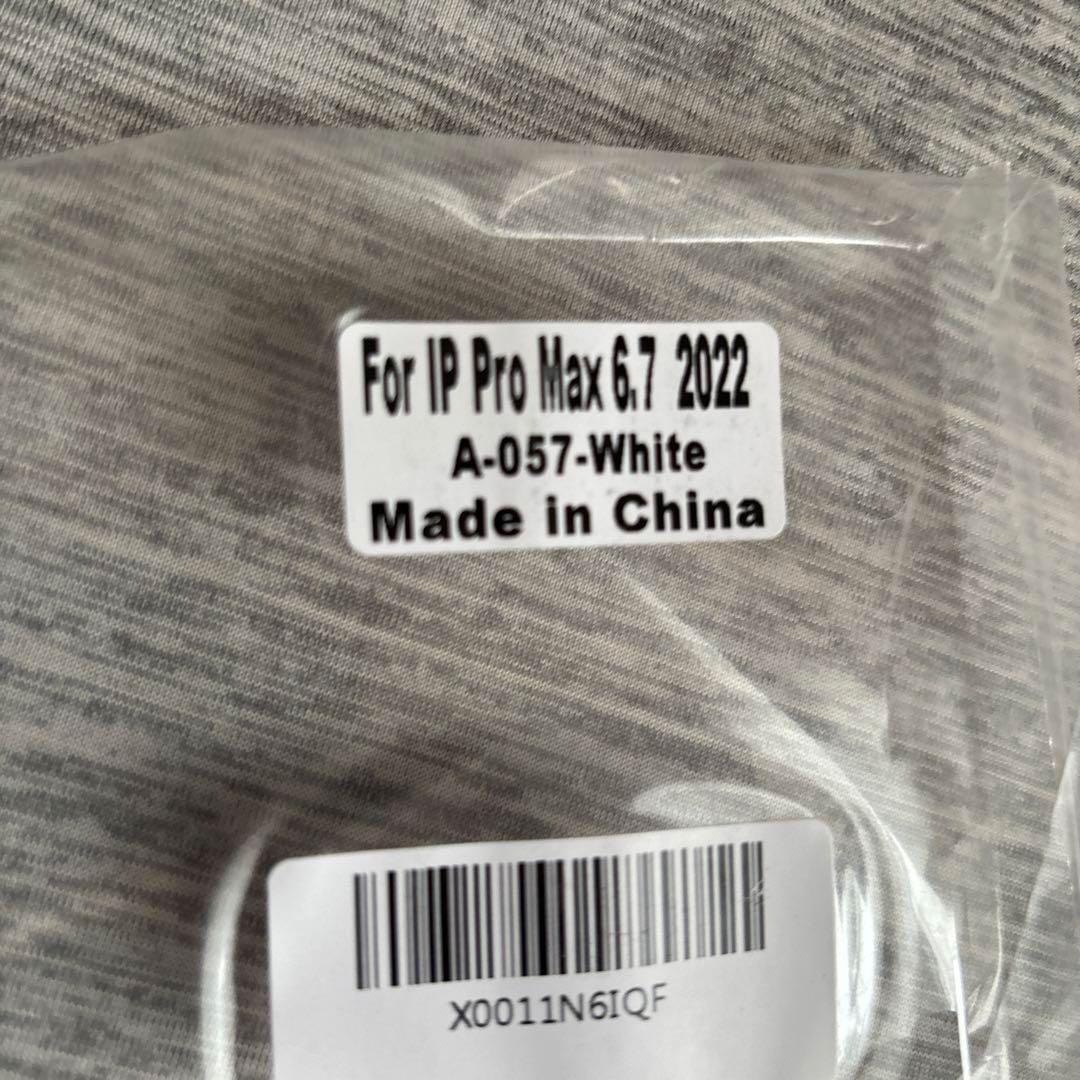 For IP Pro Max 6.7 2022
A-057-White
Made in China
X0011N6IQF